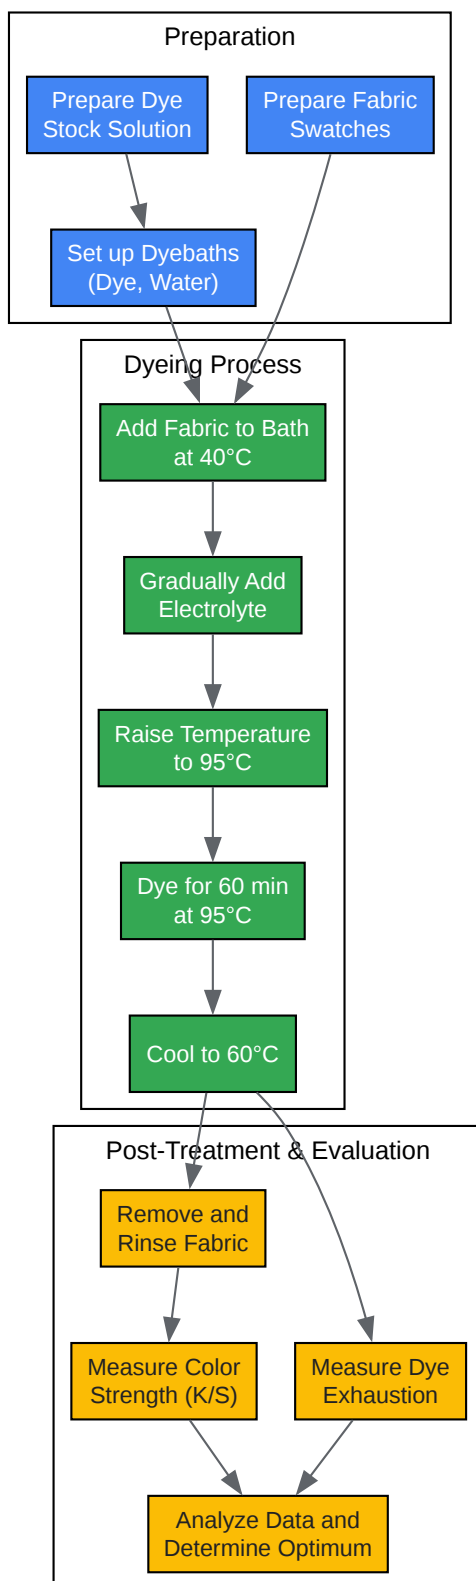 Preparation
Prepare Dye
Stock Solution
Prepare Fabric
Swatches
Set up Dyebaths
(Dye, Water)
Dyeing Process
Add Fabric to Bath
at 40°C
Gradually Add
Electrolyte
Raise Temperature
to 95°C
Dye for 60 min
at 95°C
Cool to 60°C
Post-Treatment & Evaluation
Remove and
Rinse Fabric
Measure Color
Strength (K/S)
Measure Dye
Exhaustion
Analyze Data and
Determine Optimum